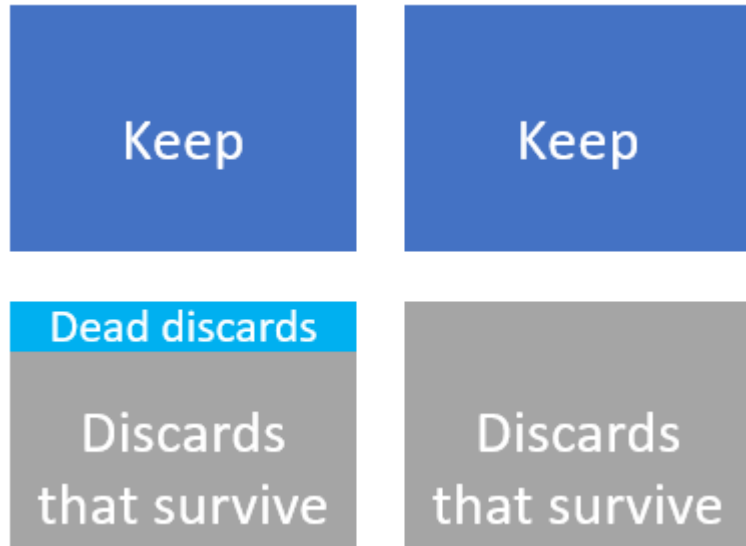 Keep
Keep
Dead discards
Discards
that survive
Discards
that survive